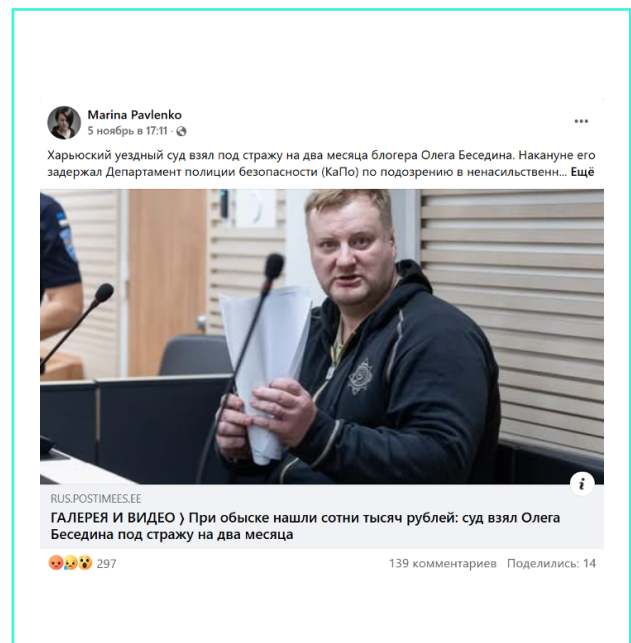 Marina Pavlenko
5 ноябрь в 17:11 ·
Харьюский уездный суд взял под стражу на два месяца блогера Олега Беседина. Накануне его
задержал Департамент полиции безопасности (КаПо) по подозрению в ненасильственн... Ещё
RUS.POSTIMEES.EE
ГАЛЕРЕЯ И ВИДЕО ⟩ При обыске нашли сотни тысяч рублей: суд взял Олега
Беседина под стражу на два месяца
297
139 комментариев Поделились: 14